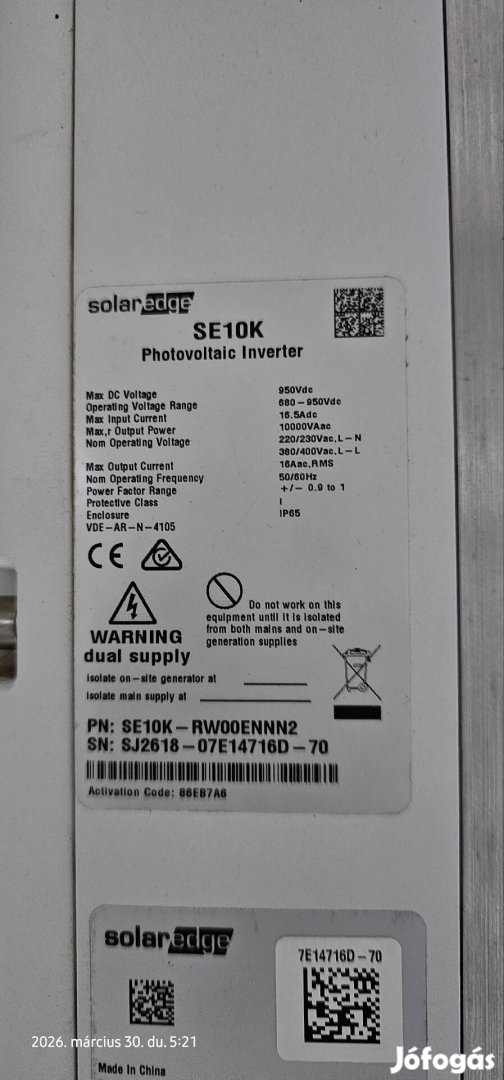 solaredge
SE10K
Photovoltaic Inverter
Max DC Voltage 950Vdc
Operating Voltage Range 680-950Vdc
Max Input Current 16.5Adc
Max,r Output Power 10000VAac
Nom Operating Voltage 220/230Vac,L-N
380/400Vac,L-L
Max Output Current 16Aac,RMS
Nom Operating Frequency 50/60Hz
Power Factor Range +/- 0.9 to 1
Protective Class I
Enclosure IP65
VDE-AR-N-4105
CE
Do not work on this
equipment until it is isolated
from both mains and on-site
generation supplies
WARNING
dual supply
isolate on-site generator at
isolate main supply at
PN: SE10K-RW00ENNN2
SN: SJ2618-07E14716D-70
Activation Code: 86EB7A6
solaredge
7E14716D-70
2026. március 30. du. 5:21
Made in China
Jófogás